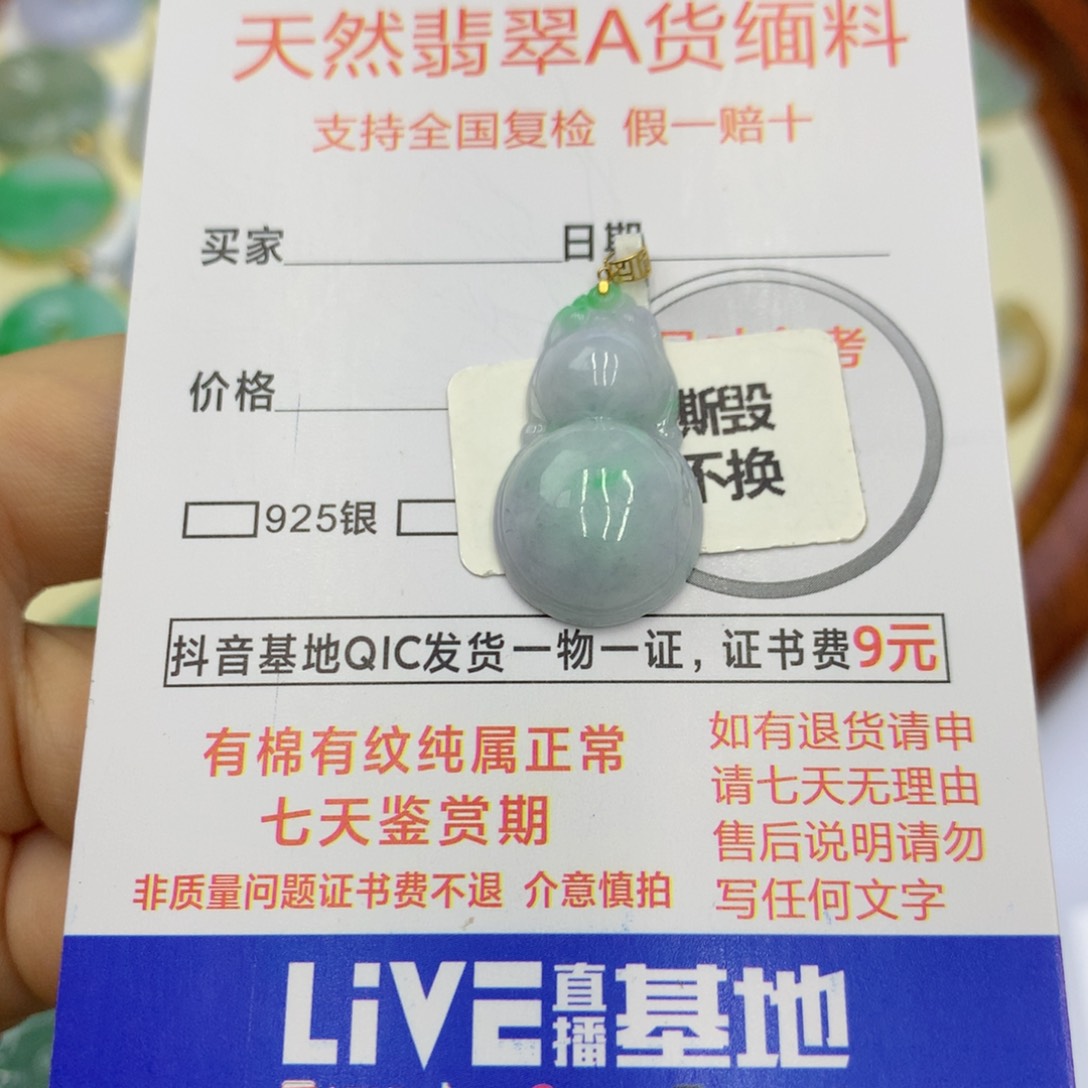 天然翡翠A货缅料
支持全国复检 假一赔十
买家 日期
考
价格
撕毁
不换
925银
抖音基地QIC发货一物一证,证书费9元
有棉有纹纯属正常
七天鉴赏期
非质量问题证书费不退 介意慎拍
如有退货请申
请七天无理由
售后说明请勿
写任何文字
LiVE直播基地